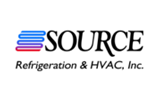 SOURCE
Refrigeration & HVAC, Inc.